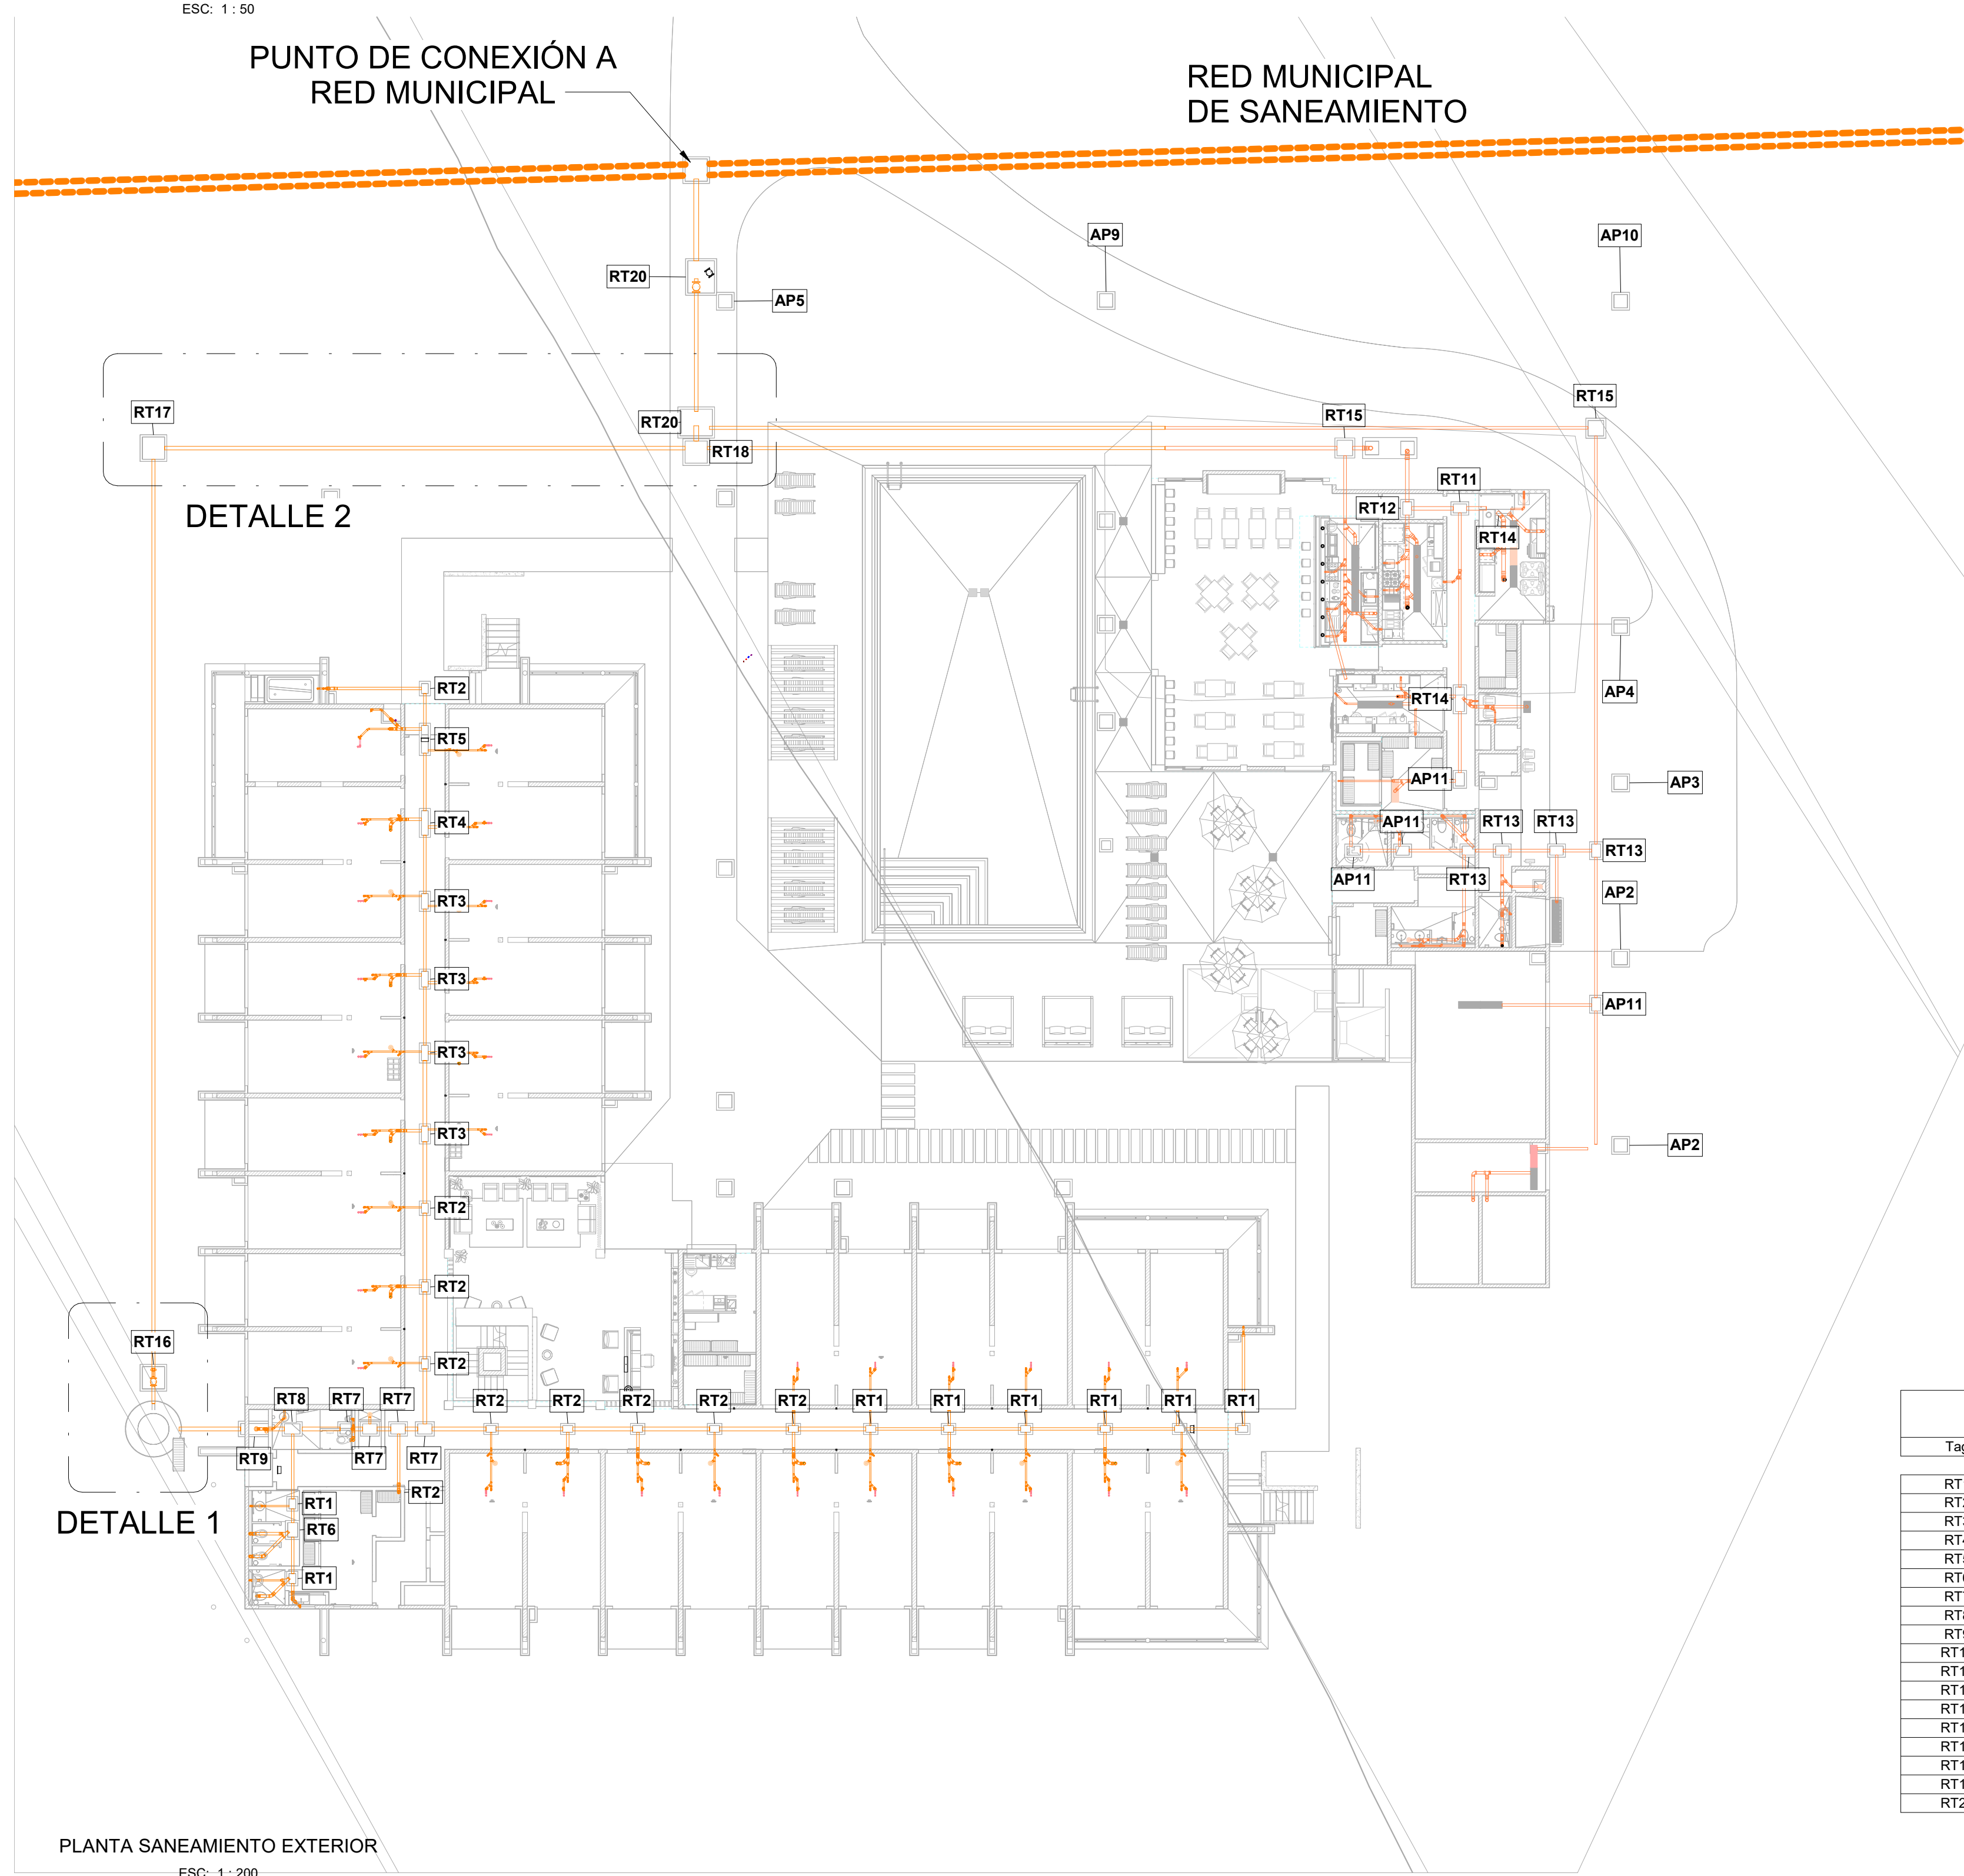 ESC: 1 : 50
PUNTO DE CONEXIÓN A
RED MUNICIPAL
RED MUNICIPAL
DE SANEAMIENTO
AP9
AP10
RT20
AP5
RT17
RT20
RT18
RT15
RT15
DETALLE 2
RT11
RT12
RT14
RT2
RT5
RT4
RT3
RT3
RT3
RT3
RT2
RT2
RT2
AP4
RT14
AP11
AP3
AP11
RT13
RT13
RT13
AP11
RT13
AP2
AP11
AP2
RT16
RT8
RT7
RT7
RT2
RT2
RT2
RT2
RT2
RT1
RT1
RT1
RT1
RT1
RT1
RT9
RT7
RT7
RT2
RT1
RT6
RT1
DETALLE 1
PLANTA SANEAMIENTO EXTERIOR
ESC: 1 : 200